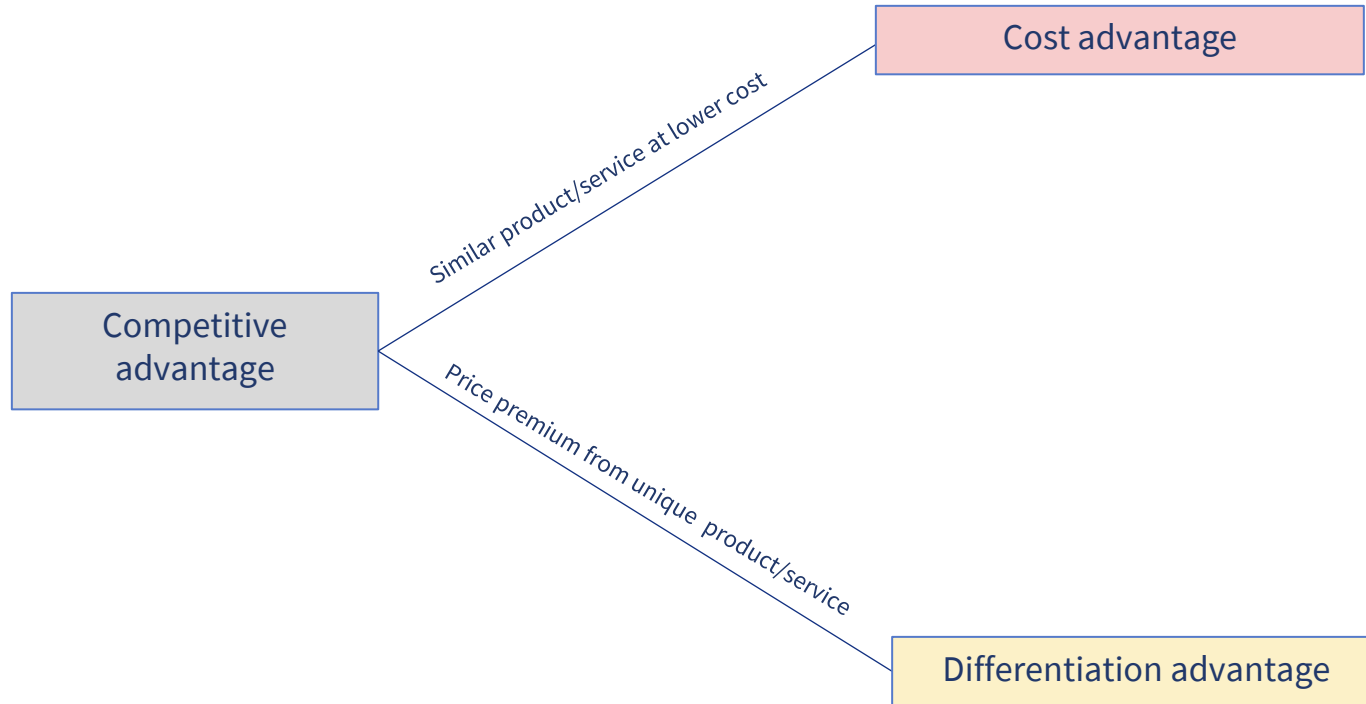 Cost advantage
Similar product/service at lower cost
Competitive
advantage
Price premium from unique product/service
Differentiation advantage